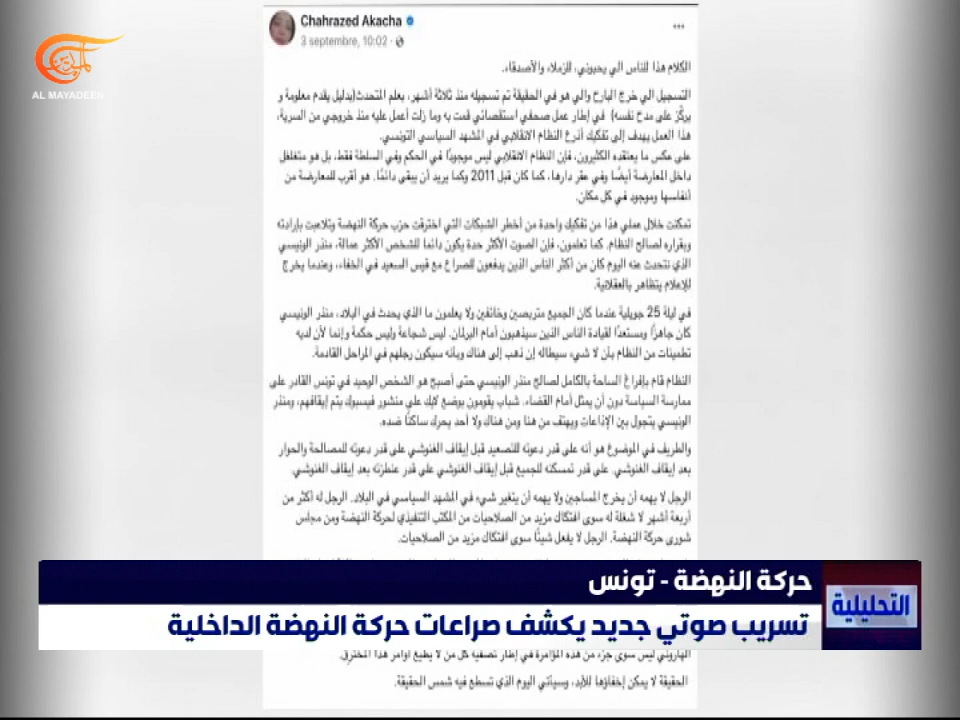 Chahrazed Akacha
3 septembre, 10:02
AL MAYADEEN
الكلام هذا للناس الي يحبوني، للزملاء والأصدقاء.
التسجيل الي خرج البارح والي هو في الحقيقة تم تسجيله منذ ثلاثة أشهر، بعلم المتحدث(بدليل يقدم معلومة و
يركّز على مدح نفسه) في إطار عمل صحفي استقصائي قمت به وما زلت أعمل عليه منذ خروجي من السرية،
هذا العمل يهدف إلى تفكيك أذرع النظام الانقلابي في المشهد السياسي التونسي.
على عكس ما يعتقده الكثيرون، فإن النظام الانقلابي ليس موجودًا في الحكم وفي السلطة فقط، بل هو متغلغل
داخل المعارضة أيضًا وفي عقر دارها، كما كان قبل 2011 وكما يريد أن يبقى دائمًا. هو أقرب للمعارضة من
أنفاسها وموجود في كل مكان.
تمكنت خلال عملي هذا من تفكيك واحدة من أخطر الشبكات التي اخترقت حزب حركة النهضة وتلاعبت بإرادته
وبقراره لصالح النظام. كما تعلمون، فإن الصوت الأكثر حدة يكون دائما للشخص الأكثر عمالة، منذر الونيسي
الذي نتحدث عنه اليوم كان من أكثر الناس الذين يدفعون للصراع مع قيس السعيد في الخفاء، وعندما يخرج
للإعلام يتظاهر بالعقلانية.
في ليلة 25 جويلية عندما كان الجميع متربصين وخائفين ولا يعلمون ما الذي يحدث في البلاد، منذر الونيسي
كان جاهزًا ومستعدًا لقيادة الناس الذين سيذهبون أمام البرلمان. ليس شجاعة وليس حكمة وإنما لأن لديه
تطمينات من النظام بأن لا شيء سيطاله إن ذهب إلى هناك وبأنه سيكون رجلهم في المراحل القادمة.
النظام قام بإفراغ الساحة بالكامل لصالح منذر الونيسي حتى أصبح هو الشخص الوحيد في تونس القادر على
ممارسة السياسة دون أن يمثل أمام القضاء. شباب يقومون بوضع لايك على منشور فيسبوك يتم إيقافهم، ومنذر
الونيسي يتجول بين الإذاعات ويهتف من هنا ومن هناك ولا أحد يحرك ساكنًا ضده.
والطريف في الموضوع هو أنه على قدر دعوته للتصعيد قبل إيقاف الغنوشي على قدر دعوته للمصالحة والحوار
بعد إيقاف الغنوشي. على قدر تمسكنه للجميع قبل إيقاف الغنوشي على قدر عنطزته بعد إيقاف الغنوشي.
الرجل لا يهمه أن يخرج المساجين ولا يهمه أن يتغير شيء في المشهد السياسي في البلاد. الرجل له أكثر من
أربعة أشهر لا شغلة له سوى افتكاك مزيد من الصلاحيات من المكتب التنفيذي لحركة النهضة ومن مجلس
شورى حركة النهضة. الرجل لا يفعل شيئًا سوى افتكاك مزيد من الصلاحيات.
حركة النهضة - تونس
التحليلية
تسريب صوتي جديد يكشف صراعات حركة النهضة الداخلية
الهاروني ليس سوى جزء من هذه المؤامرة في إطار تصفية كل من لا يطيع أوامر هذا المخترق.
الحقيقة لا يمكن إخفاؤها للأبد، وسيأتي اليوم الذي تسطع فيه شمس الحقيقة.